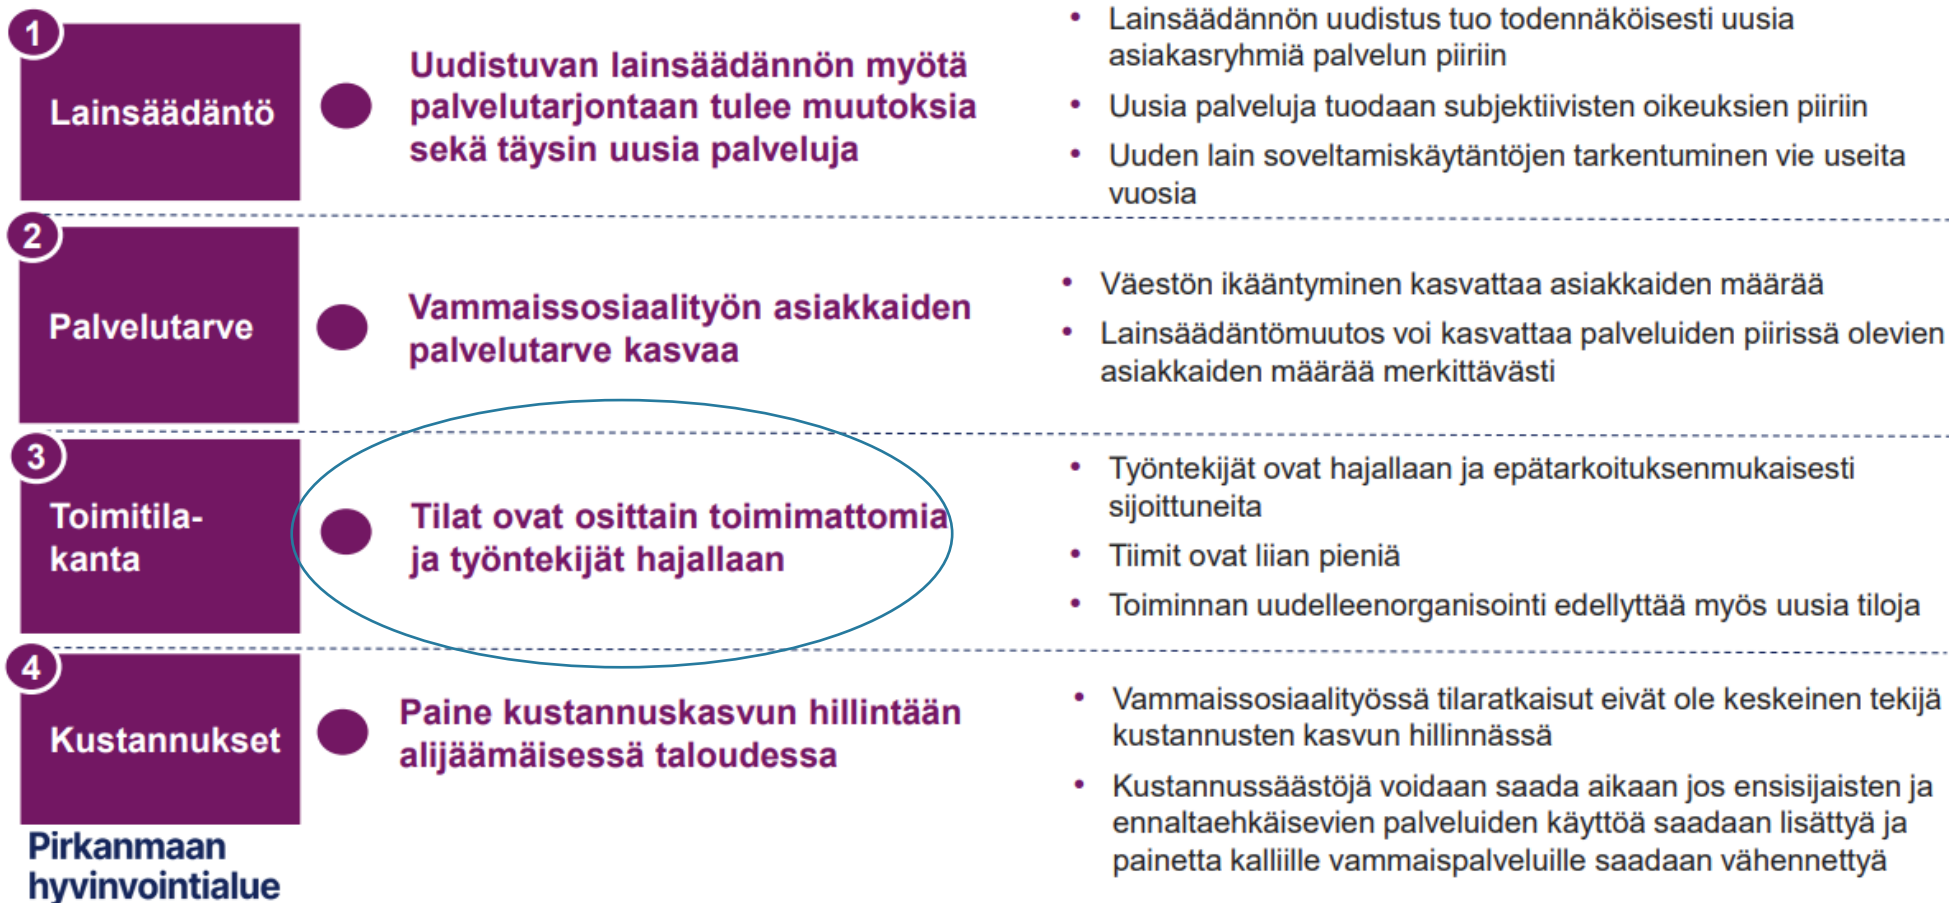 1
Lainsäädäntö
Uudistuvan lainsäädännön myötä
palvelutarjontaan tulee muutoksia
sekä täysin uusia palveluja
• Lainsäädännön uudistus tuo todennäköisesti uusia
asiakasryhmiä palvelun piiriin
• Uusia palveluja tuodaan subjektiivisten oikeuksien piiriin
• Uuden lain soveltamiskäytäntöjen tarkentuminen vie useita
vuosia
2
Palvelutarve
Vammaissosiaalityön asiakkaiden
palvelutarve kasvaa
• Väestön ikääntyminen kasvattaa asiakkaiden määrää
• Lainsäädäntömuutos voi kasvattaa palveluiden piirissä olevien
asiakkaiden määrää merkittävästi
3
Toimitila-
kanta
Tilat ovat osittain toimimattomia
ja työntekijät hajallaan
• Työntekijät ovat hajallaan ja epätarkoituksenmukaisesti
sijoittuneita
• Tiimit ovat liian pieniä
• Toiminnan uudelleenorganisointi edellyttää myös uusia tiloja
4
Kustannukset
Paine kustannuskasvun hillintään
alijäämäisessä taloudessa
• Vammaissosiaalityössä tilaratkaisut eivät ole keskeinen tekijä
kustannusten kasvun hillinnässä
• Kustannussäästöjä voidaan saada aikaan jos ensisijaisten ja
ennaltaehkäisevien palveluiden käyttöä saadaan lisättyä ja
painetta kalliille vammaispalveluille saadaan vähennettyä
Pirkanmaan
hyvinvointialue